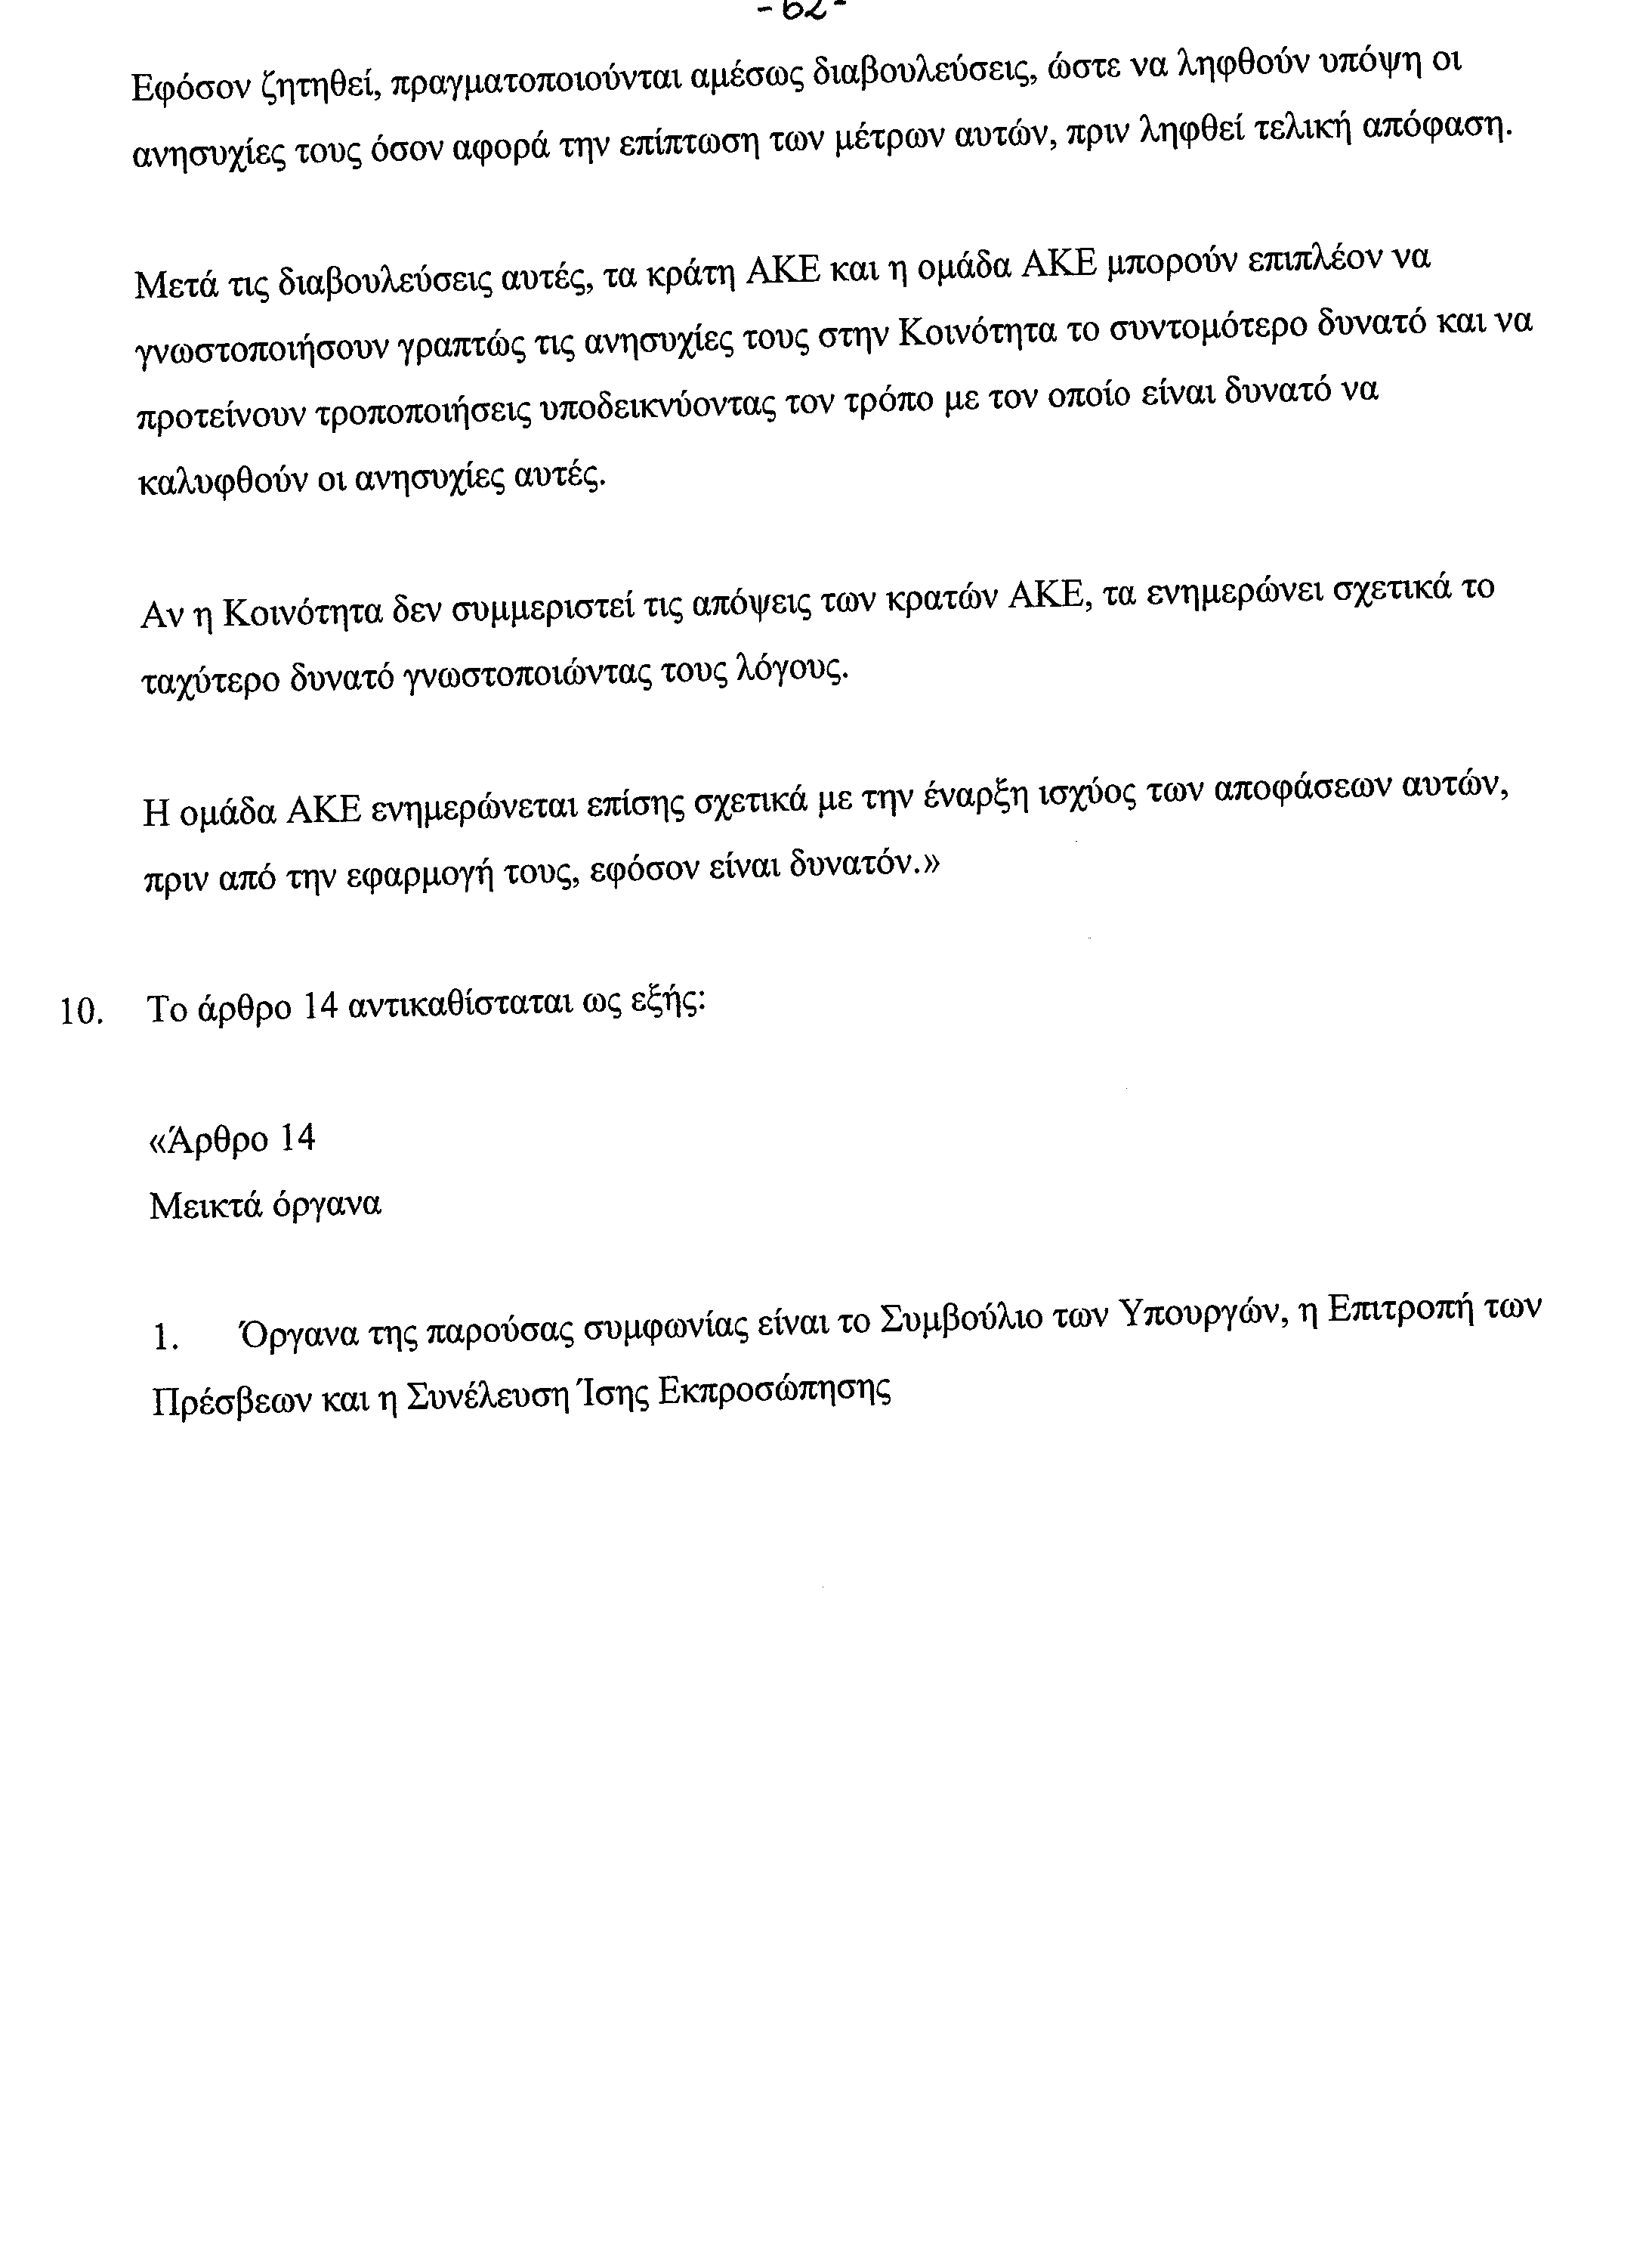 -62-
Εφόσον ζητηθεί, πραγματοποιούνται αμέσως διαβουλεύσεις, ώστε να ληφθούν υπόψη οι
ανησυχίες τους όσον αφορά την επίπτωση των μέτρων αυτών, πριν ληφθεί τελική απόφαση.
Μετά τις διαβουλεύσεις αυτές, τα κράτη ΑΚΕ και η ομάδα ΑΚΕ μπορούν επιπλέον να
γνωστοποιήσουν γραπτώς τις ανησυχίες τους στην Κοινότητα το συντομότερο δυνατό και να
προτείνουν τροποποιήσεις υποδεικνύοντας τον τρόπο με τον οποίο είναι δυνατό να
καλυφθούν οι ανησυχίες αυτές.
Αν η Κοινότητα δεν συμμεριστεί τις απόψεις των κρατών ΑΚΕ, τα ενημερώνει σχετικά το
ταχύτερο δυνατό γνωστοποιώντας τους λόγους.
Η ομάδα ΑΚΕ ενημερώνεται επίσης σχετικά με την έναρξη ισχύος των αποφάσεων αυτών,
πριν από την εφαρμογή τους, εφόσον είναι δυνατόν.»
10. Το άρθρο 14 αντικαθίσταται ως εξής:
«Άρθρο 14
Μεικτά όργανα
1. Όργανα της παρούσας συμφωνίας είναι το Συμβούλιο των Υπουργών, η Επιτροπή των
Πρέσβεων και η Συνέλευση Ίσης Εκπροσώπησης